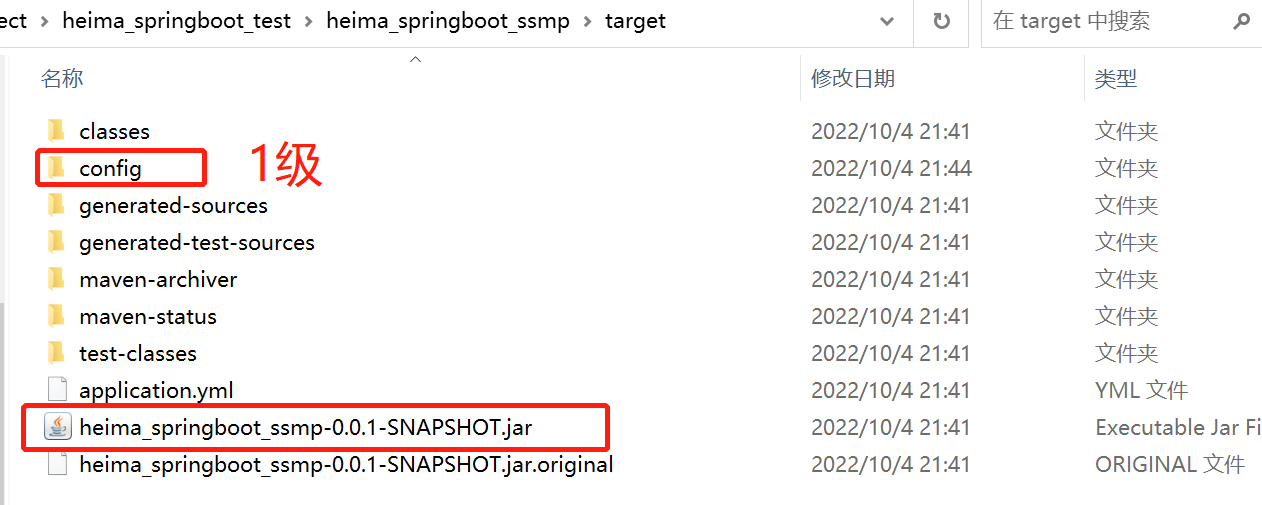 ect > heima_springboot_test > heima_springboot_ssmp > target 在 target 中搜索
名称 修改日期 类型
classes 2022/10/4 21:41 文件夹
config 1级 2022/10/4 21:44 文件夹
generated-sources 2022/10/4 21:41 文件夹
generated-test-sources 2022/10/4 21:41 文件夹
maven-archiver 2022/10/4 21:41 文件夹
maven-status 2022/10/4 21:41 文件夹
test-classes 2022/10/4 21:41 文件夹
application.yml 2022/10/4 21:41 YML 文件
heima_springboot_ssmp-0.0.1-SNAPSHOT.jar 2022/10/4 21:41 Executable Jar Fi
heima_springboot_ssmp-0.0.1-SNAPSHOT.jar.original 2022/10/4 21:41 ORIGINAL 文件